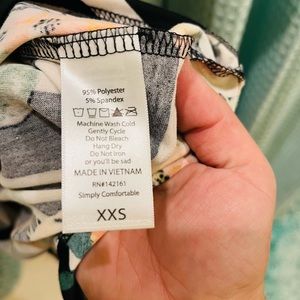 95% Polyester
5% Spandex
Machine Wash Cold
Gently Cycle
Do Not Bleach
Hang Dry
Do Not Iron
or you'll be sad
MADE IN VIETNAM
RN#142161
Simply Comfortable
XXS